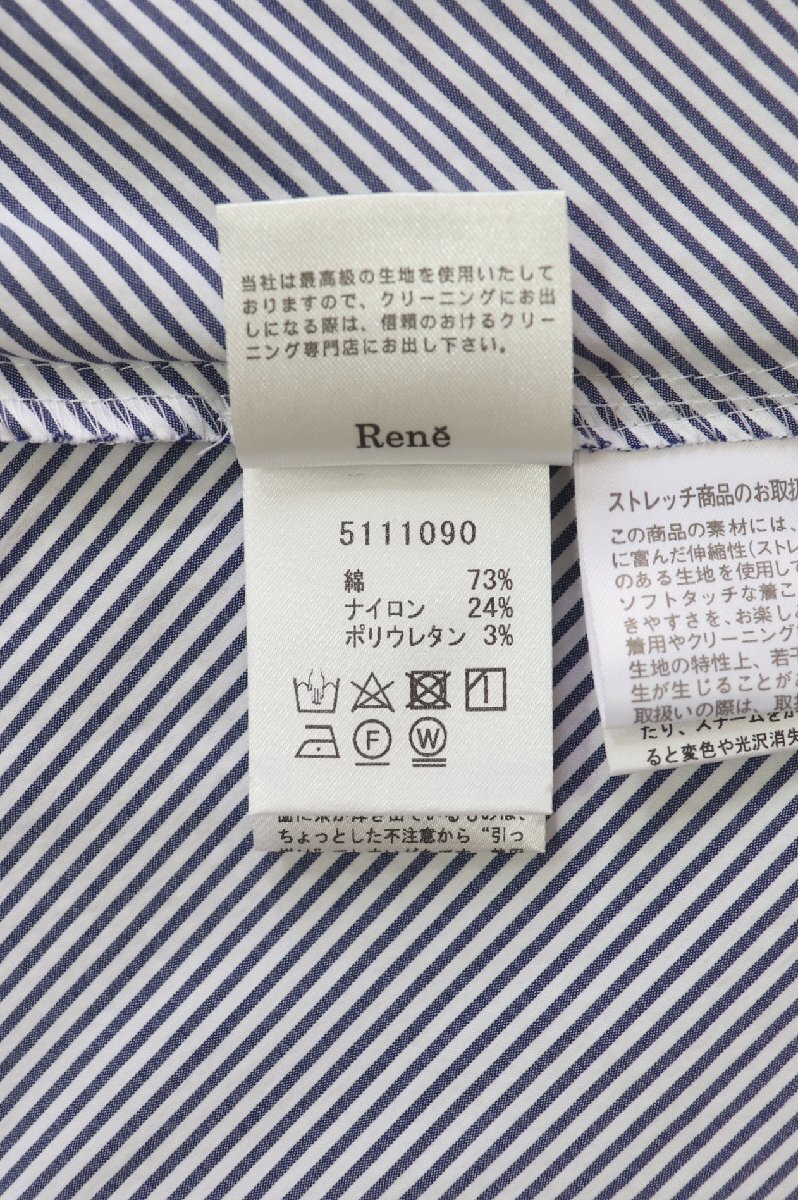 当社は最高級の生地を使用いたして
おりますので、クリーニングにお出
しになる際は、信頼のおけるクリー
ニング専門店にお出し下さい。
Renĕ
5111090
綿 73%
ナイロン 24%
ポリウレタン 3%
F W
ちょっとした不注意から“引っ
ストレッチ商品のお取扱
この商品の素材には、
に富んだ伸縮性(ストレ
のある生地を使用して
ソフトタッチな着こ
きやすさを、お楽しみ
着用やクリーニング
生地の特性上、若干
生が生じることが
取扱いの際は、取扱
たり、スチームをか
ると変色や光沢消失